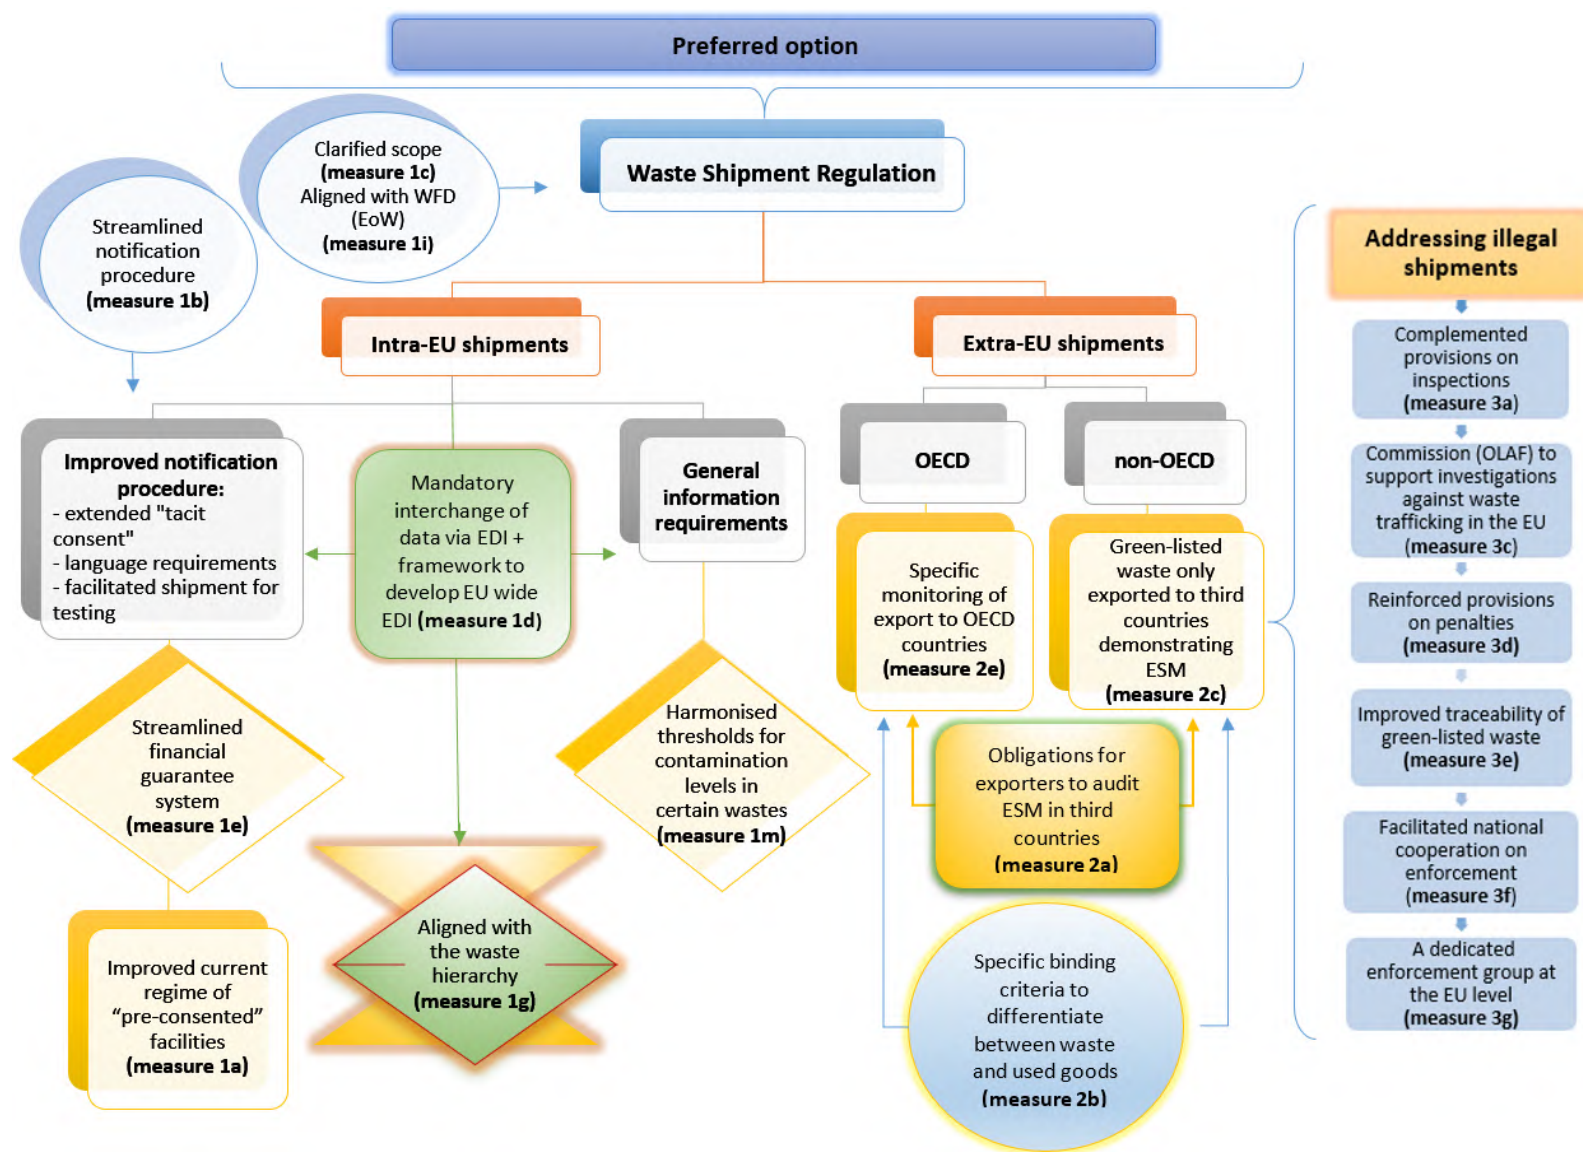 Preferred option
Clarified scope
(measure 1c)
Aligned with WFD
(EoW)
(measure 1i)
Waste Shipment Regulation
Streamlined
notification
procedure
(measure 1b)
Intra-EU shipments
Extra-EU shipments
Improved notification
procedure:
- extended "tacit
consent"
- language requirements
- facilitated shipment for
testing
Mandatory
interchange of
data via EDI +
framework to
develop EU wide
EDI (measure 1d)
General
information
requirements
OECD
non-OECD
Specific
monitoring of
export to OECD
countries
(measure 2e)
Green-listed
waste only
exported to third
countries
demonstrating
ESM
(measure 2c)
Streamlined
financial
guarantee
system
(measure 1e)
Harmonised
thresholds for
contamination
levels in
certain wastes
(measure 1m)
Obligations for
exporters to audit
ESM in third
countries
(measure 2a)
Improved current
regime of
“pre-consented”
facilities
(measure 1a)
Aligned with
the waste
hierarchy
(measure 1g)
Specific binding
criteria to
differentiate
between waste
and used goods
(measure 2b)
Addressing illegal
shipments
Complemented
provisions on
inspections
(measure 3a)
Commission (OLAF) to
support investigations
against waste
trafficking in the EU
(measure 3c)
Reinforced provisions
on penalties
(measure 3d)
Improved traceability of
green-listed waste
(measure 3e)
Facilitated national
cooperation on
enforcement
(measure 3f)
A dedicated
enforcement group at
the EU level
(measure 3g)